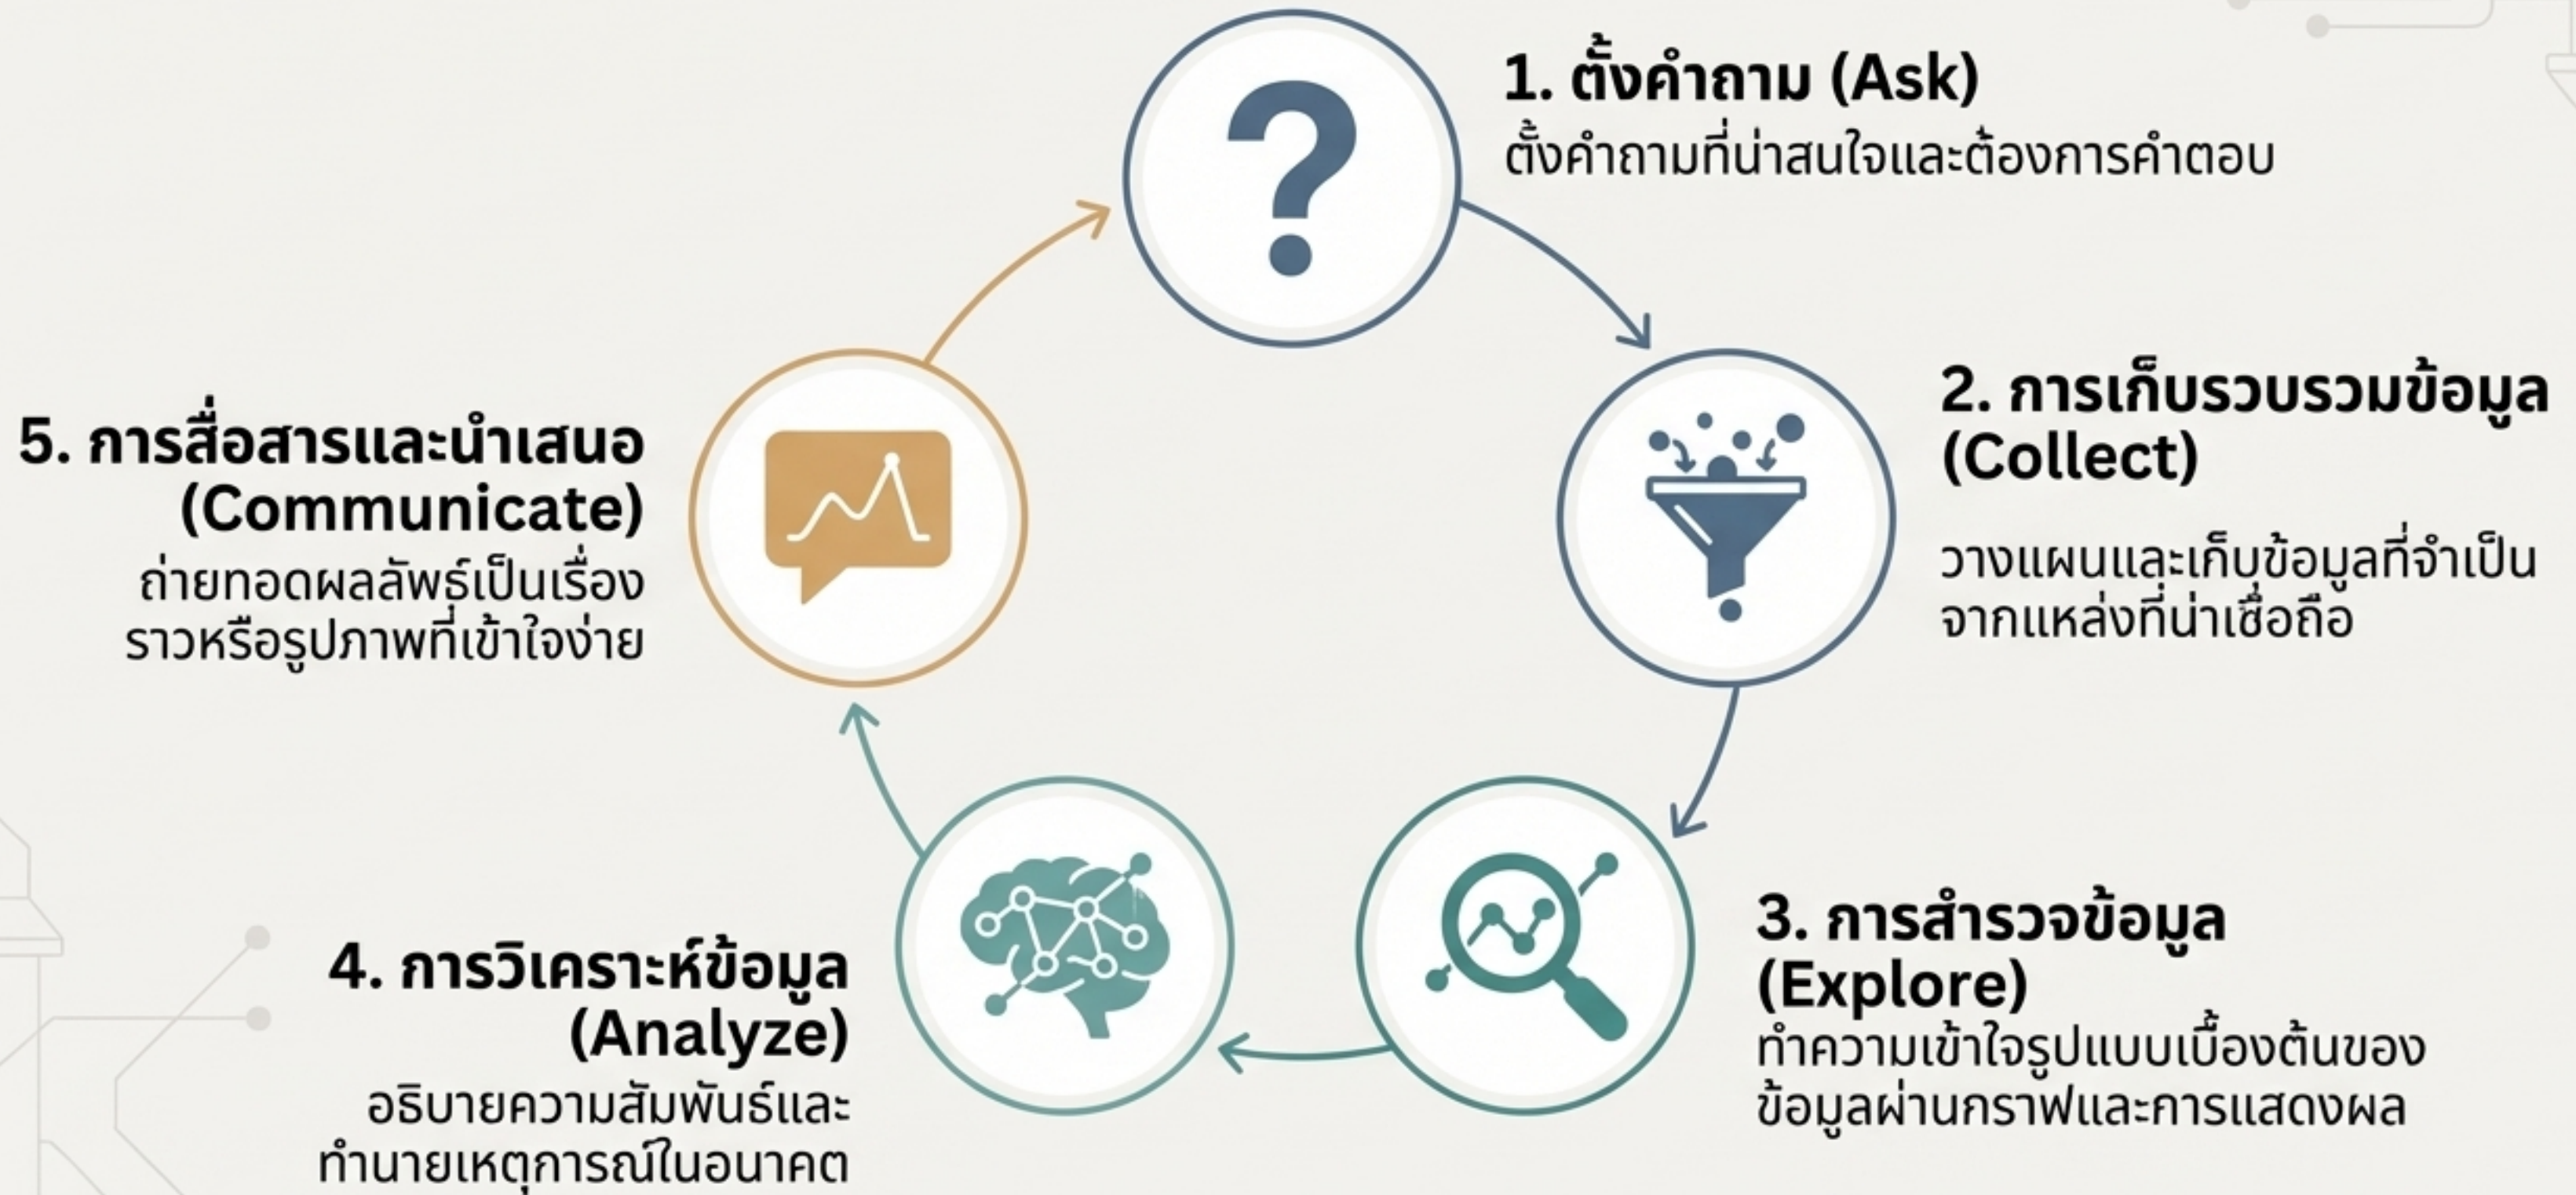 1. ตั้งคำถาม (Ask)
ตั้งคำถามที่น่าสนใจและต้องการคำตอบ
2. การเก็บรวบรวมข้อมูล
(Collect)
วางแผนและเก็บข้อมูลที่จำเป็น
จากแหล่งที่น่าเชื่อถือ
3. การสำรวจข้อมูล
(Explore)
ทำความเข้าใจรูปแบบเบื้องต้นของ
ข้อมูลผ่านกราฟและการแสดงผล
4. การวิเคราะห์ข้อมูล
(Analyze)
อธิบายความสัมพันธ์และ
ทำนายเหตุการณ์ในอนาคต
5. การสื่อสารและนำเสนอ
(Communicate)
ถ่ายทอดผลลัพธ์เป็นเรื่อง
ราวหรือรูปภาพที่เข้าใจง่าย